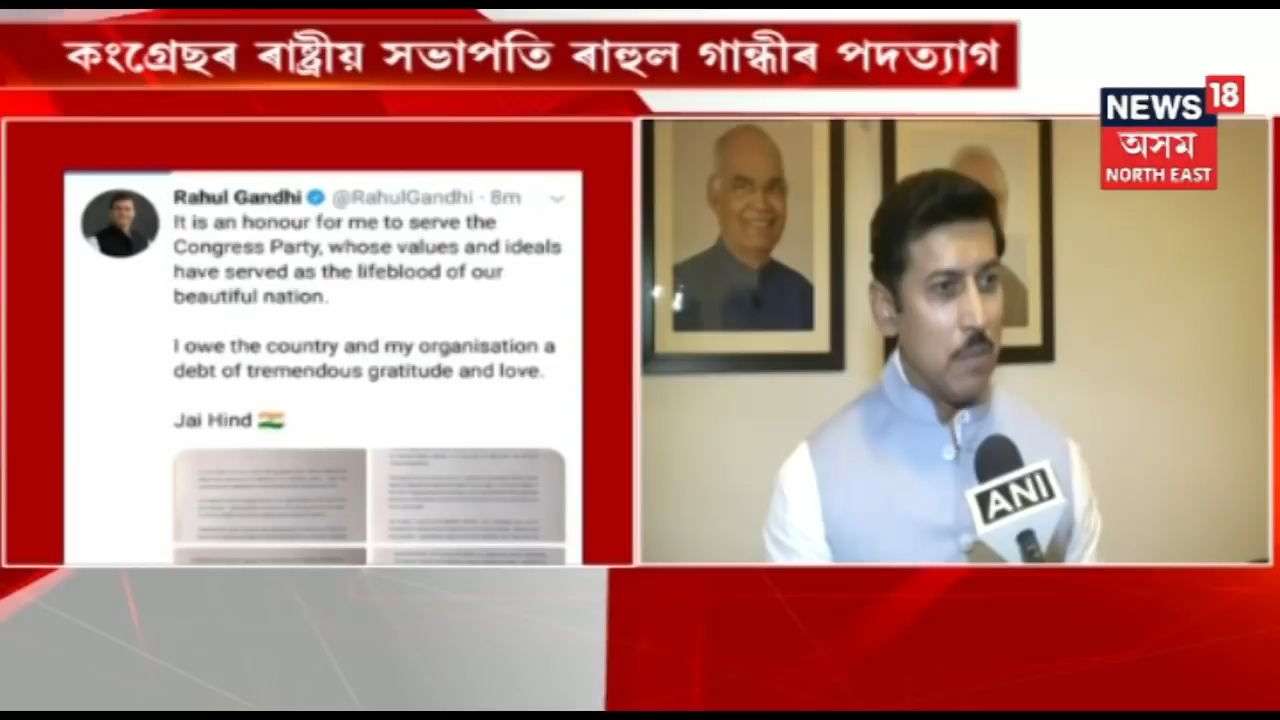 কংগ্ৰেছৰ ৰাষ্ট্ৰীয় সভাপতি ৰাহুল গান্ধীৰ পদত্যাগ
NEWS 18
অসম
NORTH EAST
Rahul Gandhi @RahulGandhi · 8m
It is an honour for me to serve the
Congress Party, whose values and ideals
have served as the lifeblood of our
beautiful nation.
I owe the country and my organisation a
debt of tremendous gratitude and love.
Jai Hind 🇮🇳
ANI